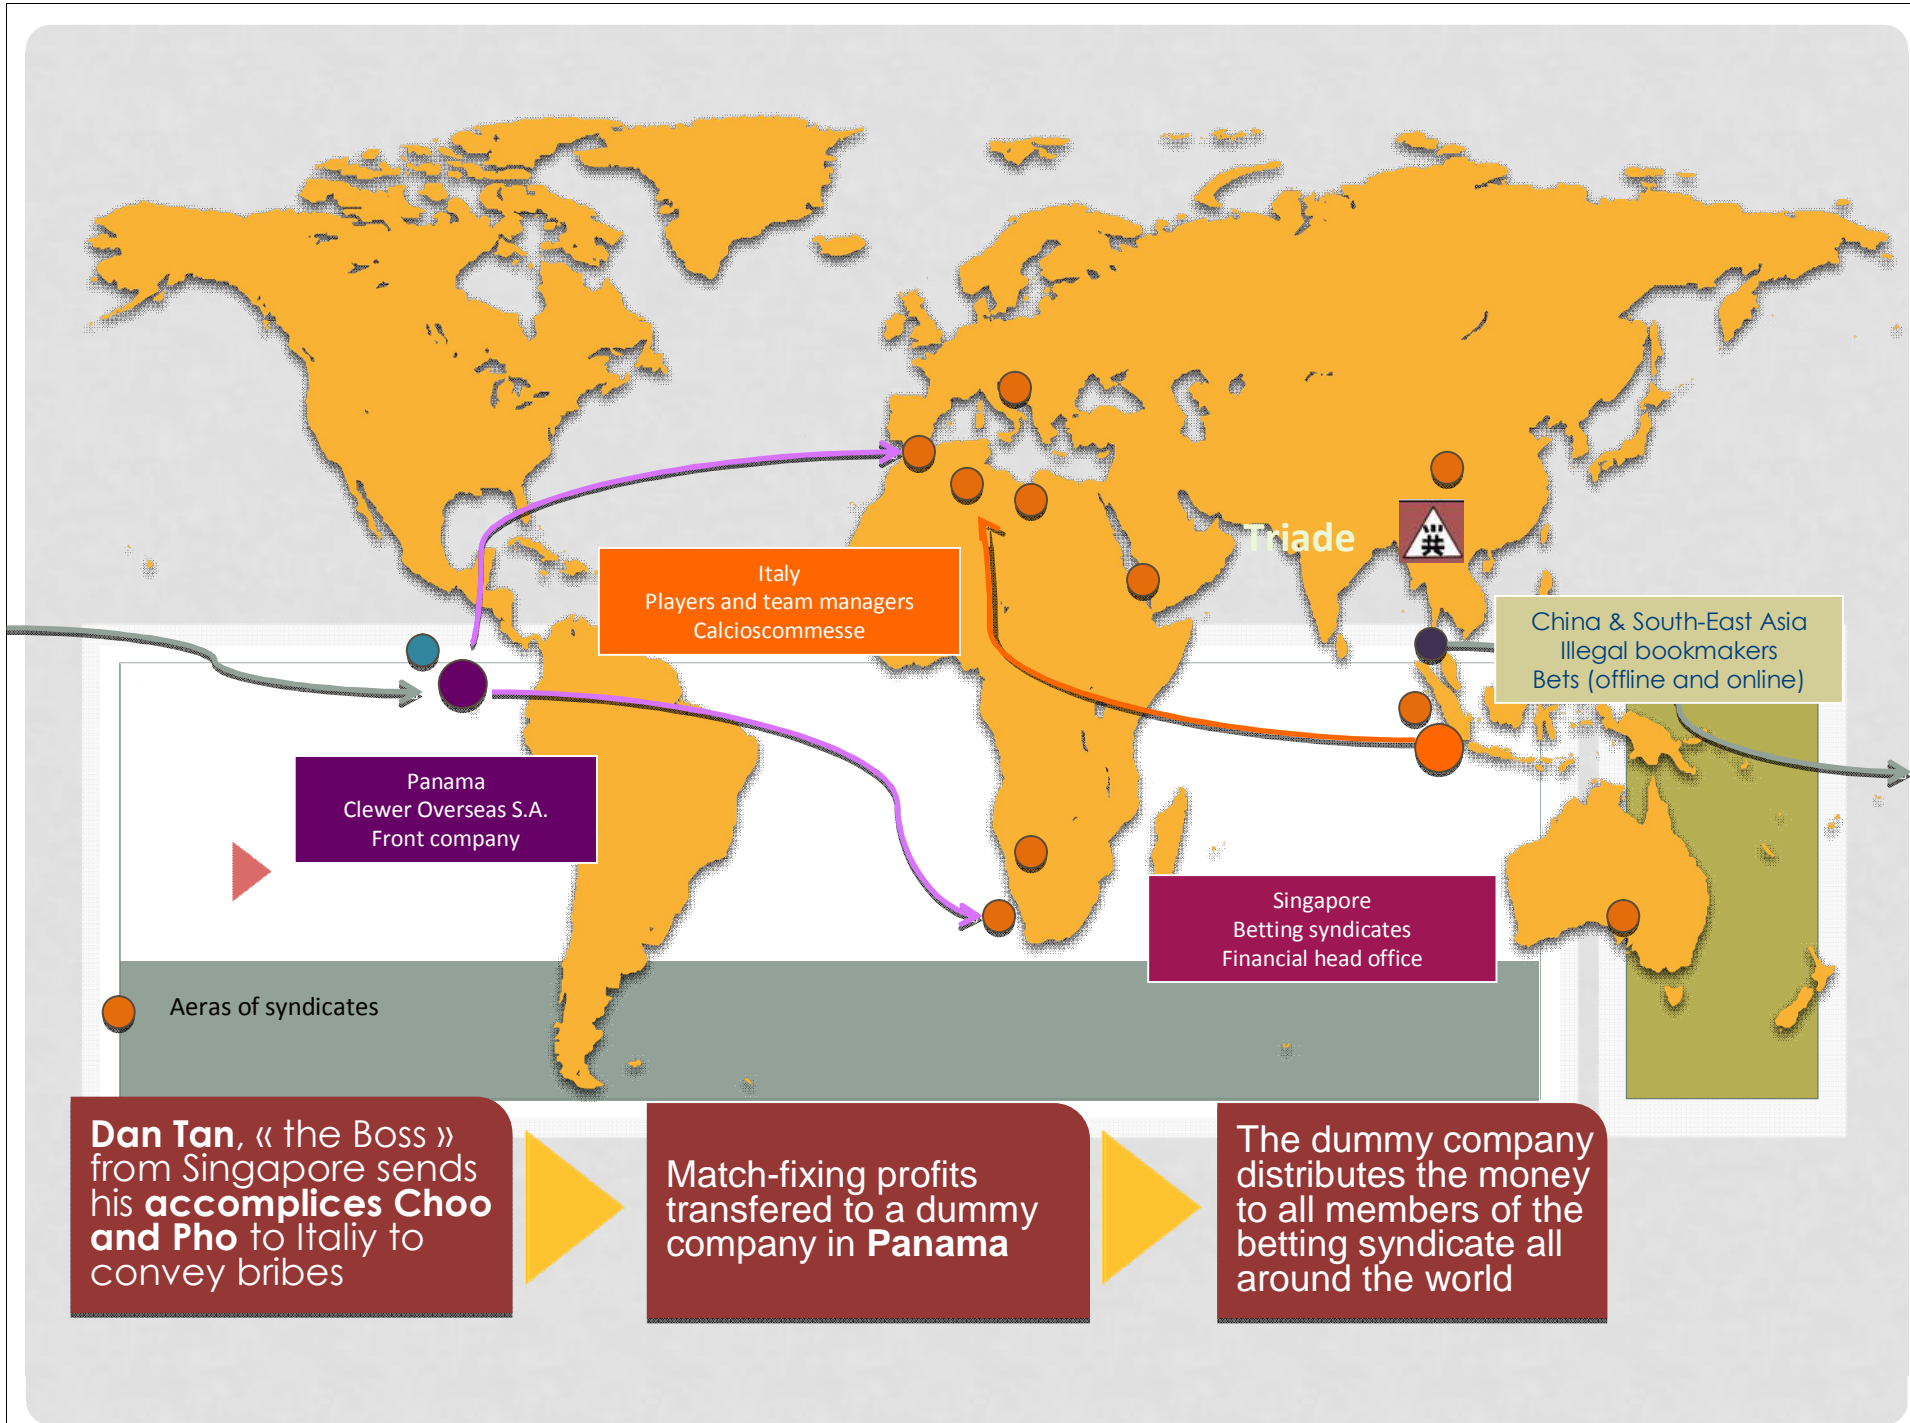 Triade
共
Italy
Players and team managers
Calcioscommesse
China & South-East Asia
Illegal bookmakers
Bets (offline and online)
Panama
Clewer Overseas S.A.
Front company
Singapore
Betting syndicates
Financial head office
Aeras of syndicates
Dan Tan, « the Boss »
from Singapore sends
his accomplices Choo
and Pho to Italiy to
convey bribes
Match-fixing profits
transfered to a dummy
company in Panama
The dummy company
distributes the money
to all members of the
betting syndicate all
around the world